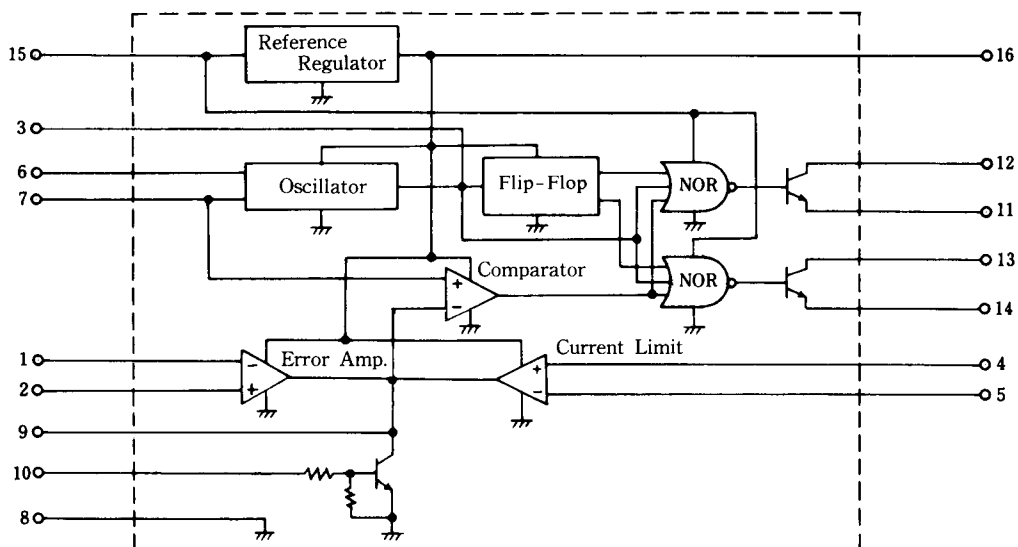 Reference
Regulator
15
16
3
6
Oscillator
Flip-Flop
NOR
12
7
11
Comparator
+
−
NOR
13
14
1
−
Error Amp.
Current Limit
+
4
2
+
−
5
9
10
8